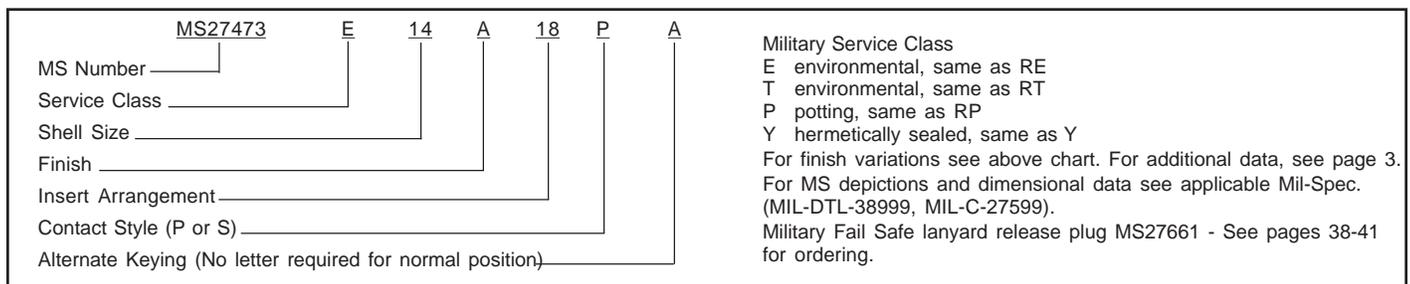 MS27473 E 14 A 18 P A
MS Number
Service Class
Shell Size
Finish
Insert Arrangement
Contact Style (P or S)
Alternate Keying (No letter required for normal position)
Military Service Class
E environmental, same as RE
T environmental, same as RT
P potting, same as RP
Y hermetically sealed, same as Y
For finish variations see above chart. For additional data, see page 3.
For MS depictions and dimensional data see applicable Mil-Spec.
(MIL-DTL-38999, MIL-C-27599).
Military Fail Safe lanyard release plug MS27661 - See pages 38-41
for ordering.